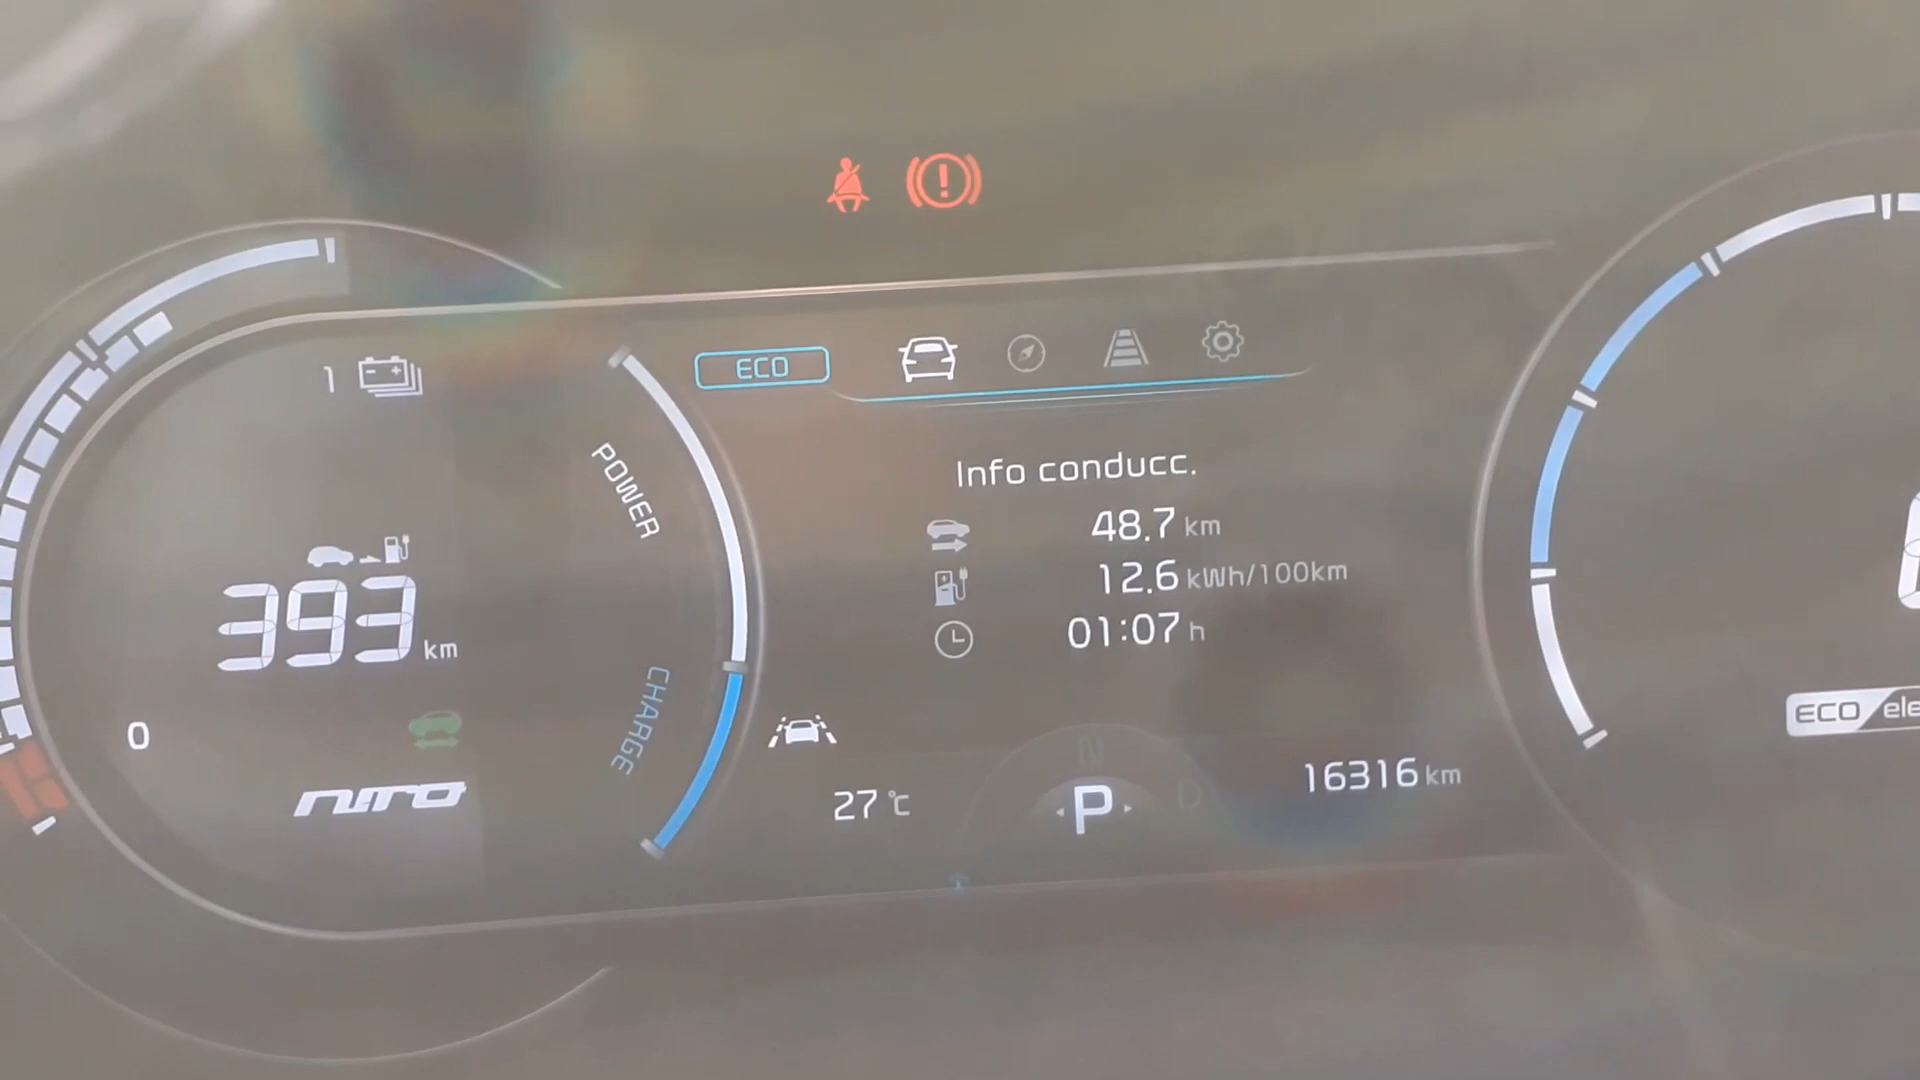 1
ECO
POWER
Info conducc.
48.7 km
12.6 kWh/100km
01:07 h
393 km
CHARGE
0
NIRO
27 °C
N
P
D
16316 km
ECO